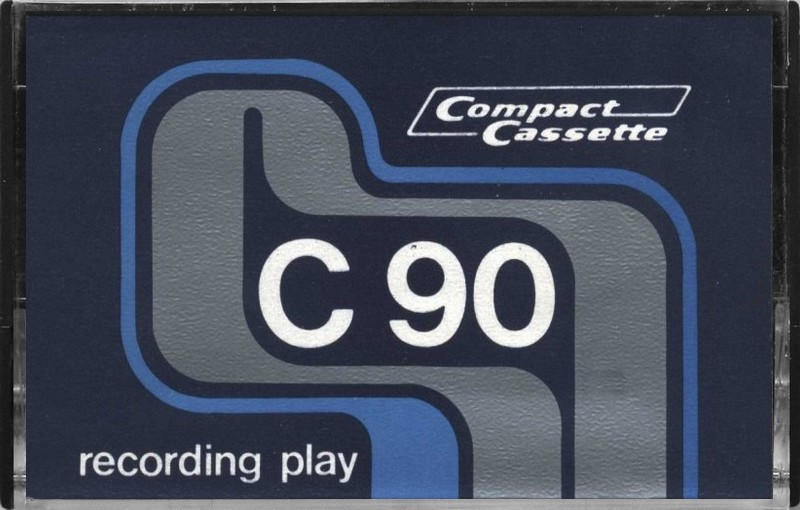 Compact
Cassette
C 90
recording play